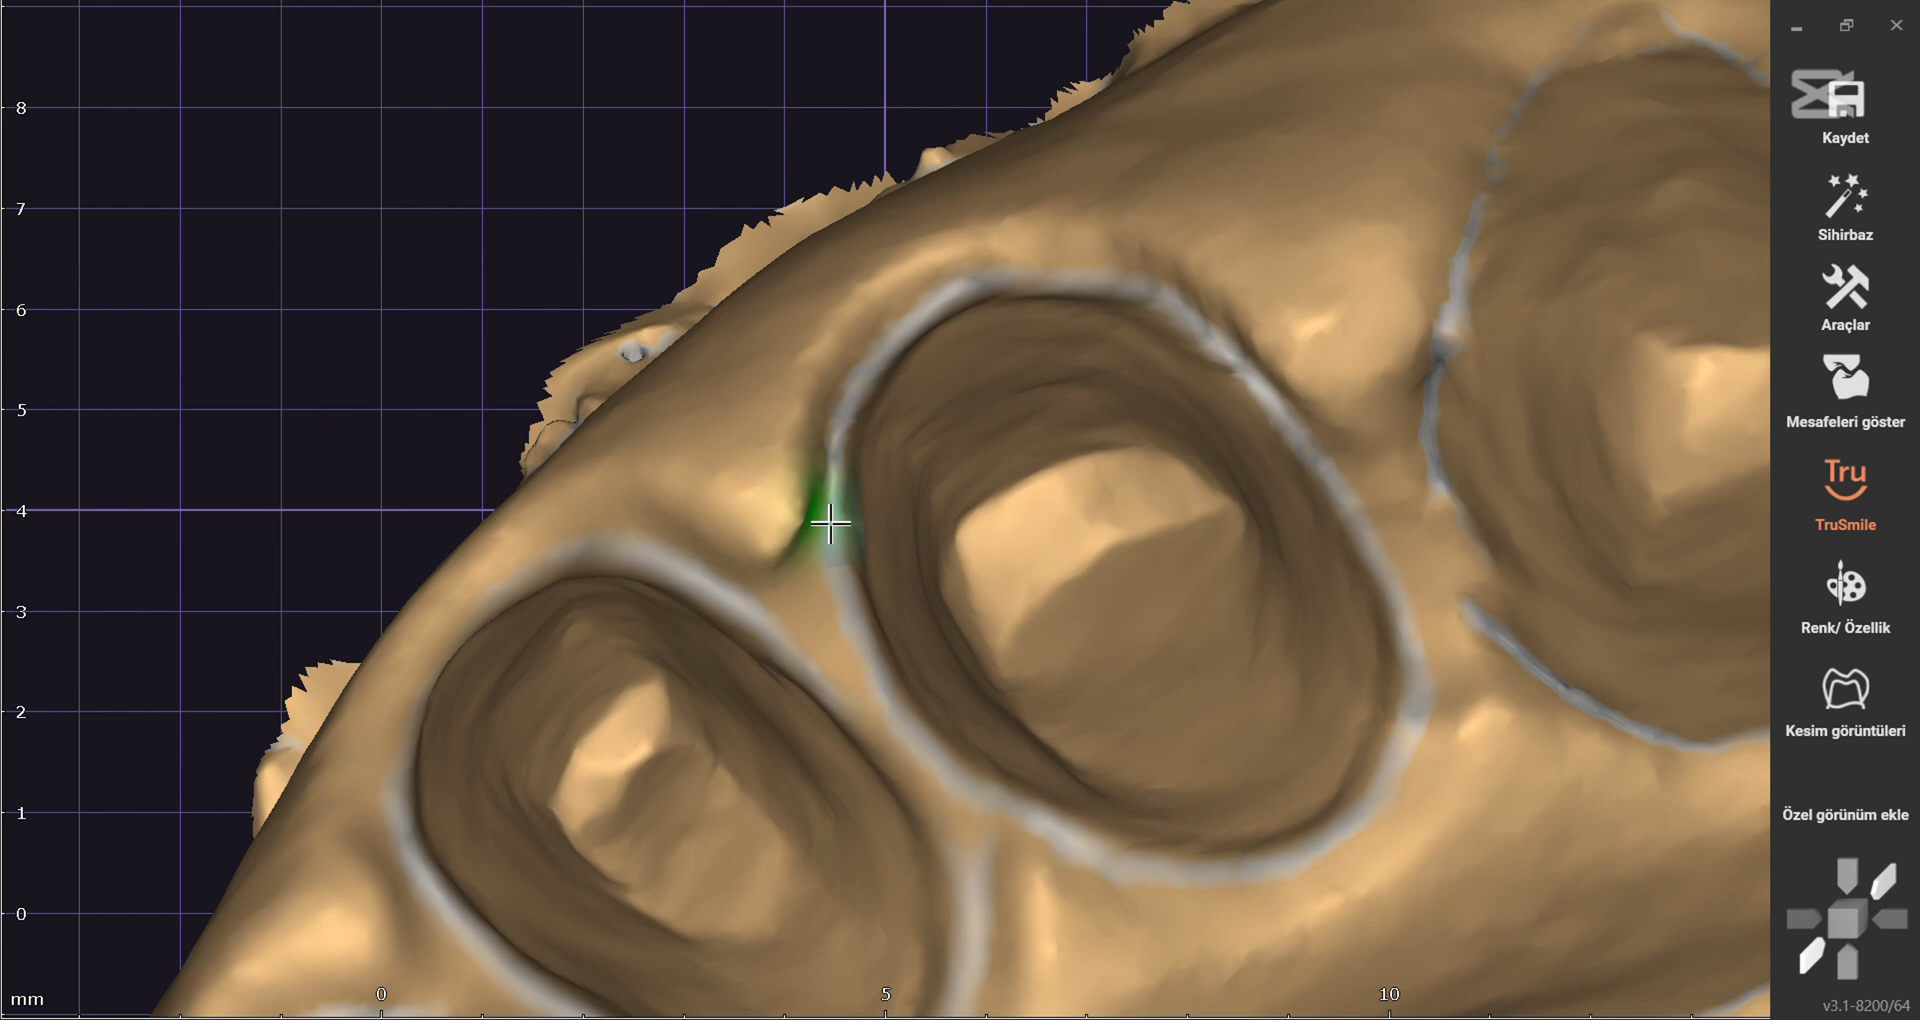 8
7
6
5
4
3
2
1
0
mm
0
5
10
Kaydet
Sihirbaz
Araçlar
Mesafeleri göster
Tru
TruSmile
Renk/ Özellik
Kesim görüntüleri
Özel görünüm ekle
v3.1-8200/64